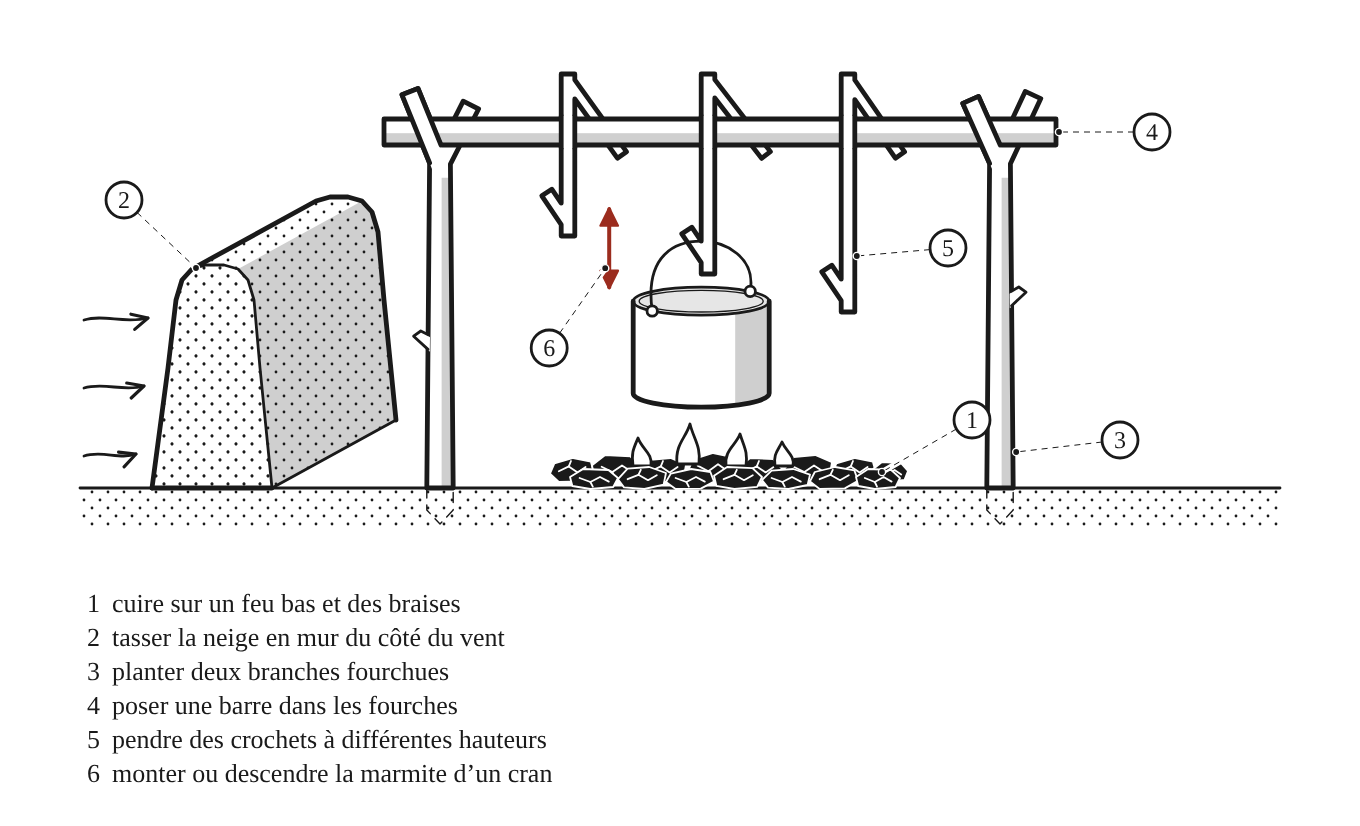 4
2
5
6
1
3
1 cuire sur un feu bas et des braises
2 tasser la neige en mur du côté du vent
3 planter deux branches fourchues
4 poser une barre dans les fourches
5 pendre des crochets à différentes hauteurs
6 monter ou descendre la marmite d’un cran